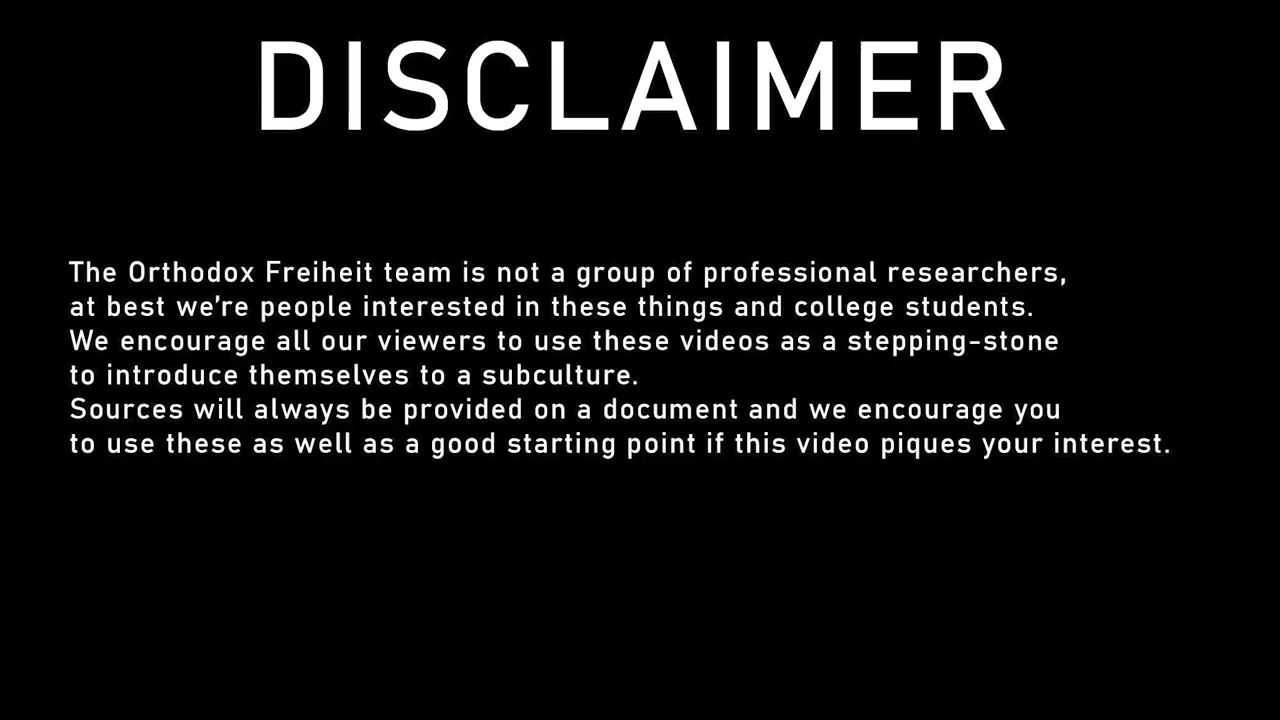 DISCLAIMER
The Orthodox Freiheit team is not a group of professional researchers,
at best we’re people interested in these things and college students.
We encourage all our viewers to use these videos as a stepping-stone
to introduce themselves to a subculture.
Sources will always be provided on a document and we encourage you
to use these as well as a good starting point if this video piques your interest.